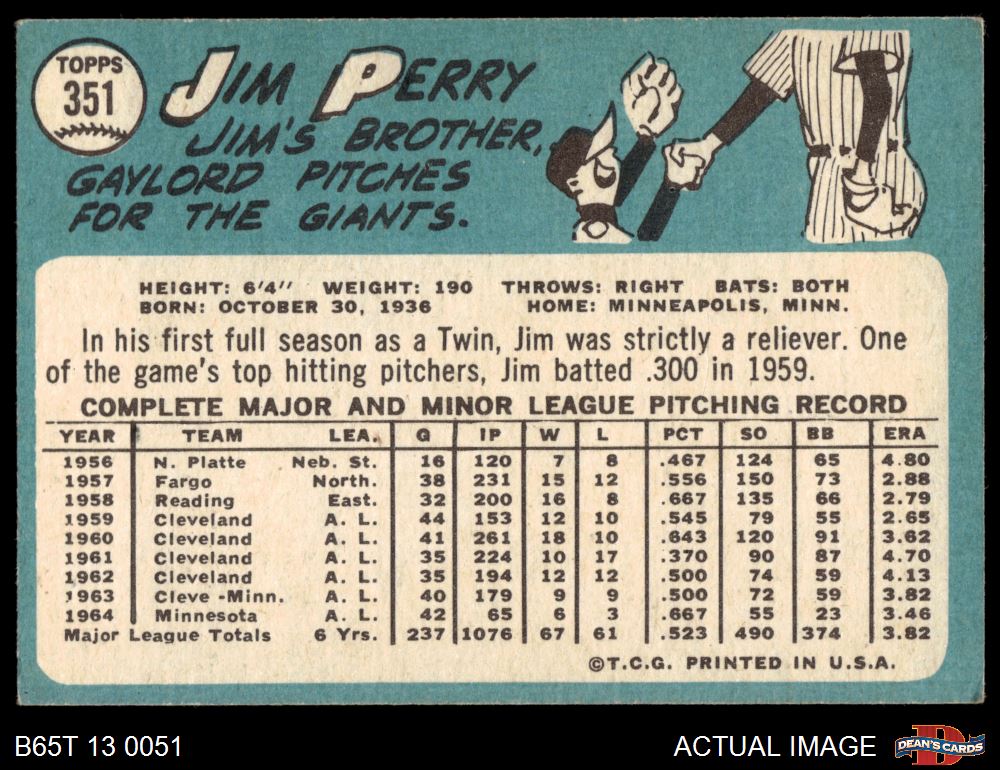 TOPPS
351
JIM PERRY
JIM'S BROTHER,
GAYLORD PITCHES
FOR THE GIANTS.
HEIGHT: 6'4" WEIGHT: 190 THROWS: RIGHT BATS: BOTH
BORN: OCTOBER 30, 1936 HOME: MINNEAPOLIS, MINN.
In his first full season as a Twin, Jim was strictly a reliever. One
of the game's top hitting pitchers, Jim batted .300 in 1959.
COMPLETE MAJOR AND MINOR LEAGUE PITCHING RECORD
YEAR TEAM LEA. G IP W L PCT SO BB ERA
1956 N. Platte Neb. St. 16 120 7 8 .467 124 65 4.80
1957 Fargo North. 38 231 15 12 .556 150 73 2.88
1958 Reading East. 32 200 16 8 .667 135 66 2.79
1959 Cleveland A. L. 44 153 12 10 .545 79 55 2.65
1960 Cleveland A. L. 41 261 18 10 .643 120 91 3.62
1961 Cleveland A. L. 35 224 10 17 .370 90 87 4.70
1962 Cleveland A. L. 35 194 12 12 .500 74 59 4.13
1963 Cleve -Minn. A. L. 40 179 9 9 .500 72 59 3.82
1964 Minnesota A. L. 42 65 6 3 .667 55 23 3.46
Major League Totals 6 Yrs. 237 1076 67 61 .523 490 374 3.82
©T.C.G. PRINTED IN U.S.A.
B65T 13 0051 ACTUAL IMAGE D DEAN'S CARDS